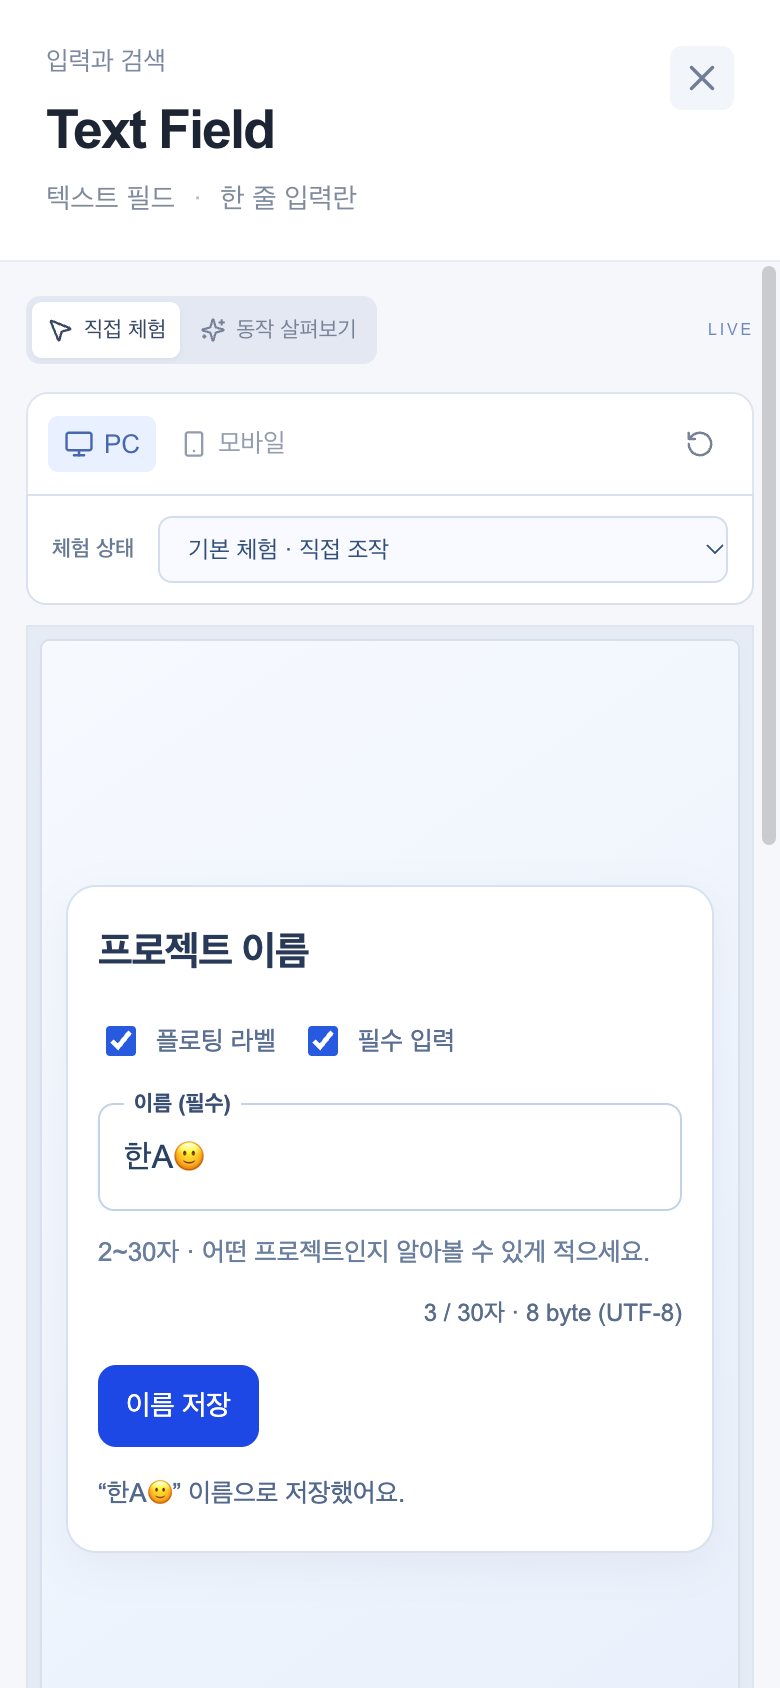 입력과 검색
Text Field
텍스트 필드 · 한 줄 입력란
직접 체험
동작 살펴보기
LIVE
PC
모바일
체험 상태
기본 체험 · 직접 조작
프로젝트 이름
플로팅 라벨
필수 입력
이름 (필수)
한A🙂
2~30자 · 어떤 프로젝트인지 알아볼 수 있게 적으세요.
3 / 30자 · 8 byte (UTF-8)
이름 저장
“한A🙂” 이름으로 저장했어요.